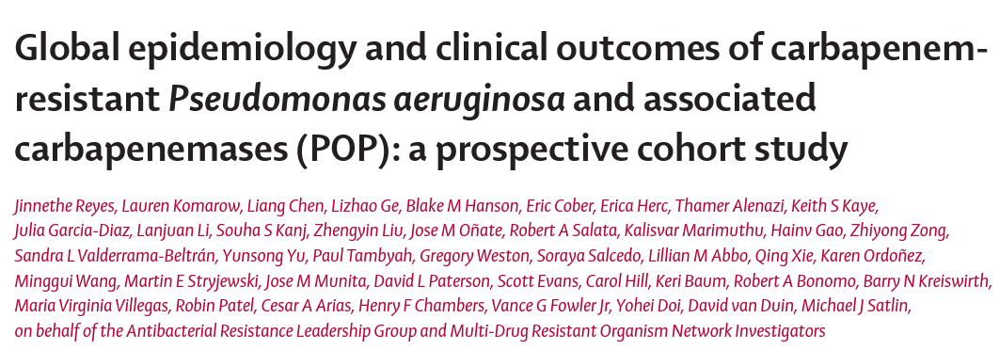 Global epidemiology and clinical outcomes of carbapenem-
resistant Pseudomonas aeruginosa and associated
carbapenemases (POP): a prospective cohort study
Jinnethe Reyes, Lauren Komarow, Liang Chen, Lizhao Ge, Blake M Hanson, Eric Cober, Erica Herc, Thamer Alenazi, Keith S Kaye,
Julia Garcia-Diaz, Lanjuan Li, Souha S Kanj, Zhengyin Liu, Jose M Oñate, Robert A Salata, Kalisvar Marimuthu, Hainv Gao, Zhiyong Zong,
Sandra L Valderrama-Beltrán, Yunsong Yu, Paul Tambyah, Gregory Weston, Soraya Salcedo, Lillian M Abbo, Qing Xie, Karen Ordoñez,
Minggui Wang, Martin E Stryjewski, Jose M Munita, David L Paterson, Scott Evans, Carol Hill, Keri Baum, Robert A Bonomo, Barry N Kreiswirth,
Maria Virginia Villegas, Robin Patel, Cesar A Arias, Henry F Chambers, Vance G Fowler Jr, Yohei Doi, David van Duin, Michael J Satlin,
on behalf of the Antibacterial Resistance Leadership Group and Multi-Drug Resistant Organism Network Investigators